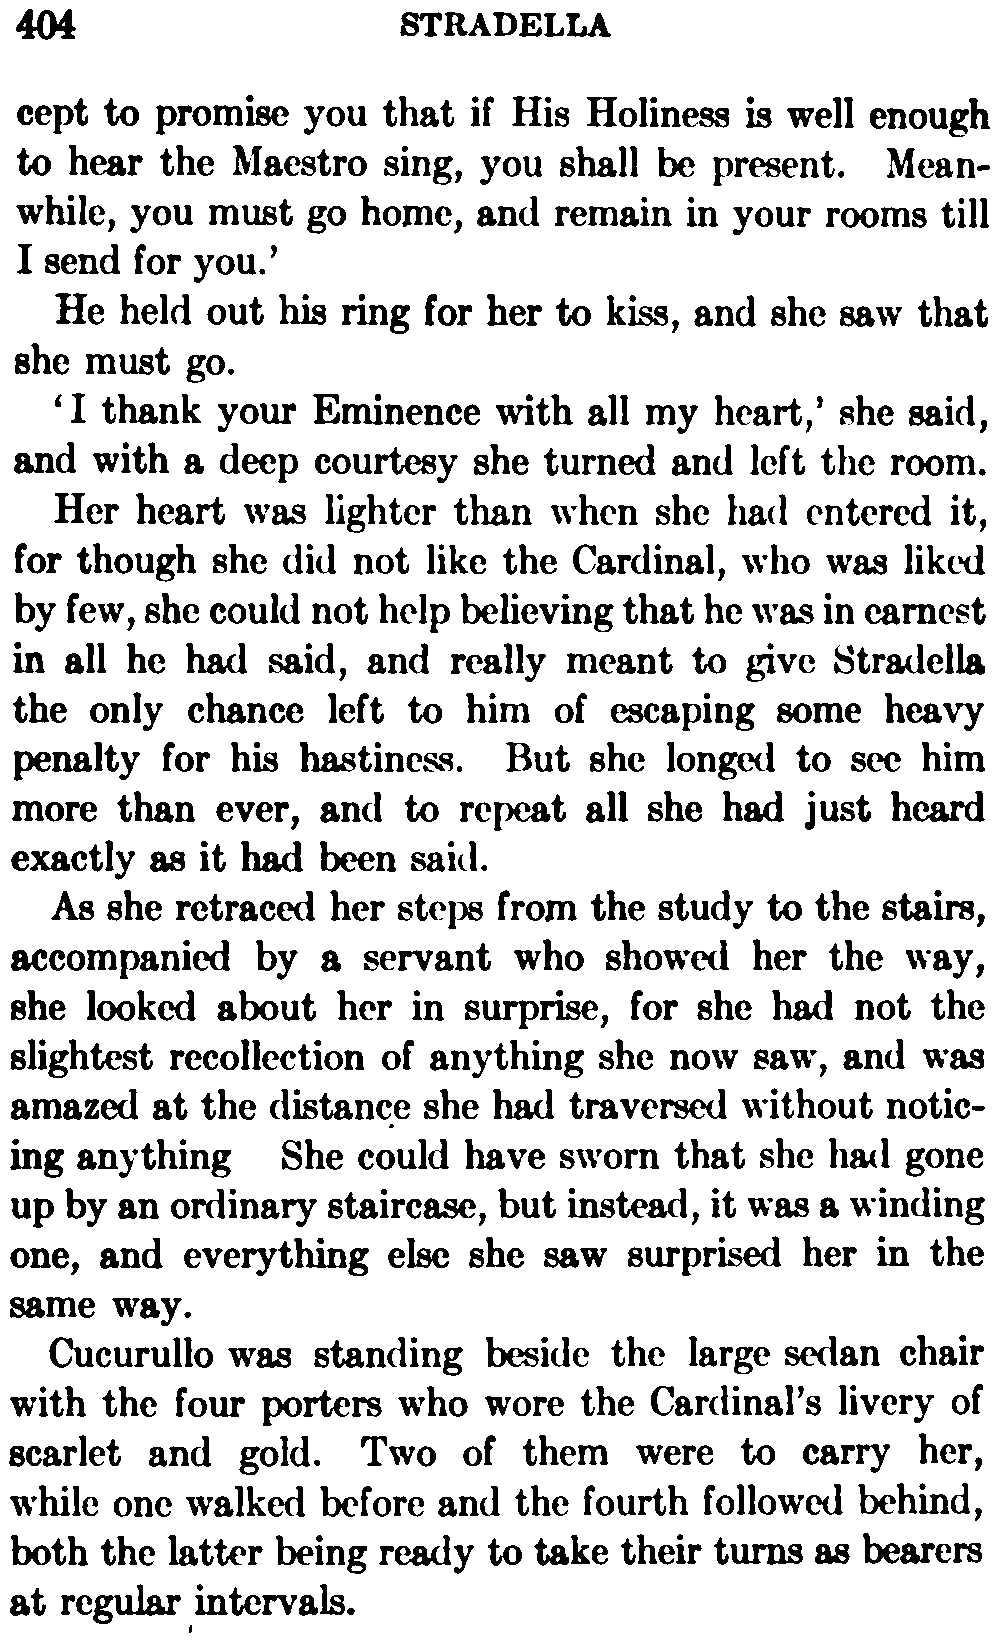 404 STRADELLA
cept to promise you that if His Holiness is well enough
to hear the Maestro sing, you shall be present. Mean-
while, you must go home, and remain in your rooms till
I send for you.'
He held out his ring for her to kiss, and she saw that
she must go.
'I thank your Eminence with all my heart,' she said,
and with a deep courtesy she turned and left the room.
Her heart was lighter than when she had entered it,
for though she did not like the Cardinal, who was liked
by few, she could not help believing that he was in earnest
in all he had said, and really meant to give Stradella
the only chance left to him of escaping some heavy
penalty for his hastiness. But she longed to see him
more than ever, and to repeat all she had just heard
exactly as it had been said.
As she retraced her steps from the study to the stairs,
accompanied by a servant who showed her the way,
she looked about her in surprise, for she had not the
slightest recollection of anything she now saw, and was
amazed at the distance she had traversed without notic-
ing anything She could have sworn that she had gone
up by an ordinary staircase, but instead, it was a winding
one, and everything else she saw surprised her in the
same way.
Cucurullo was standing beside the large sedan chair
with the four porters who wore the Cardinal's livery of
scarlet and gold. Two of them were to carry her,
while one walked before and the fourth followed behind,
both the latter being ready to take their turns as bearers
at regular intervals.